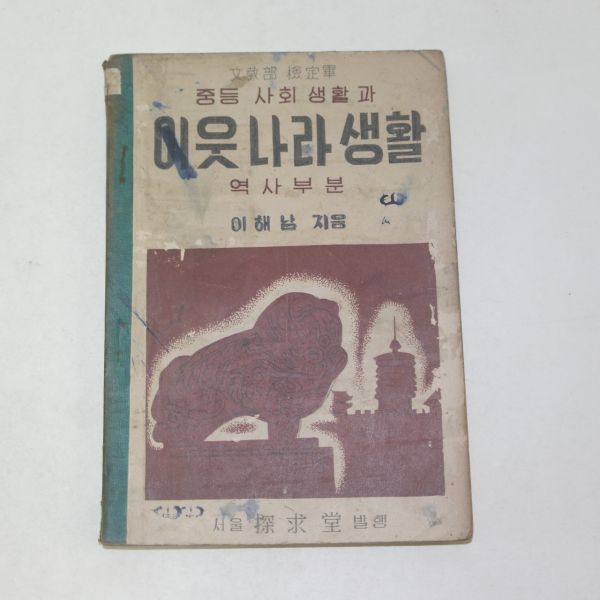 文敎部 檢定畢
중등 사회 생활과
이웃나라 생활
역사부분
이해남 지음
서울 探求堂 발행